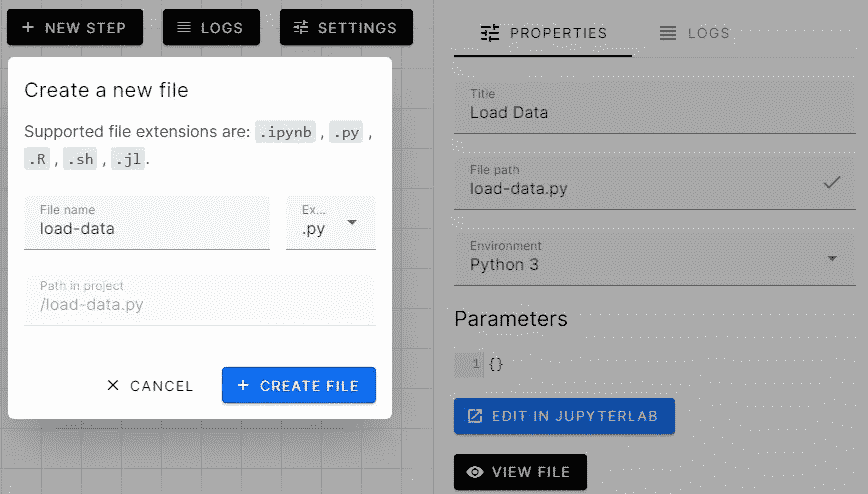 + NEW STEP
LOGS
SETTINGS
Create a new file
Supported file extensions are: .ipynb , .py ,
.R , .sh , .jl.
File name
load-data
Ex...
.py
Path in project
/load-data.py
CANCEL
+ CREATE FILE
PROPERTIES
LOGS
Title
Load Data
File path
load-data.py
Environment
Python 3
Parameters
1 {}
EDIT IN JUPYTERLAB
VIEW FILE